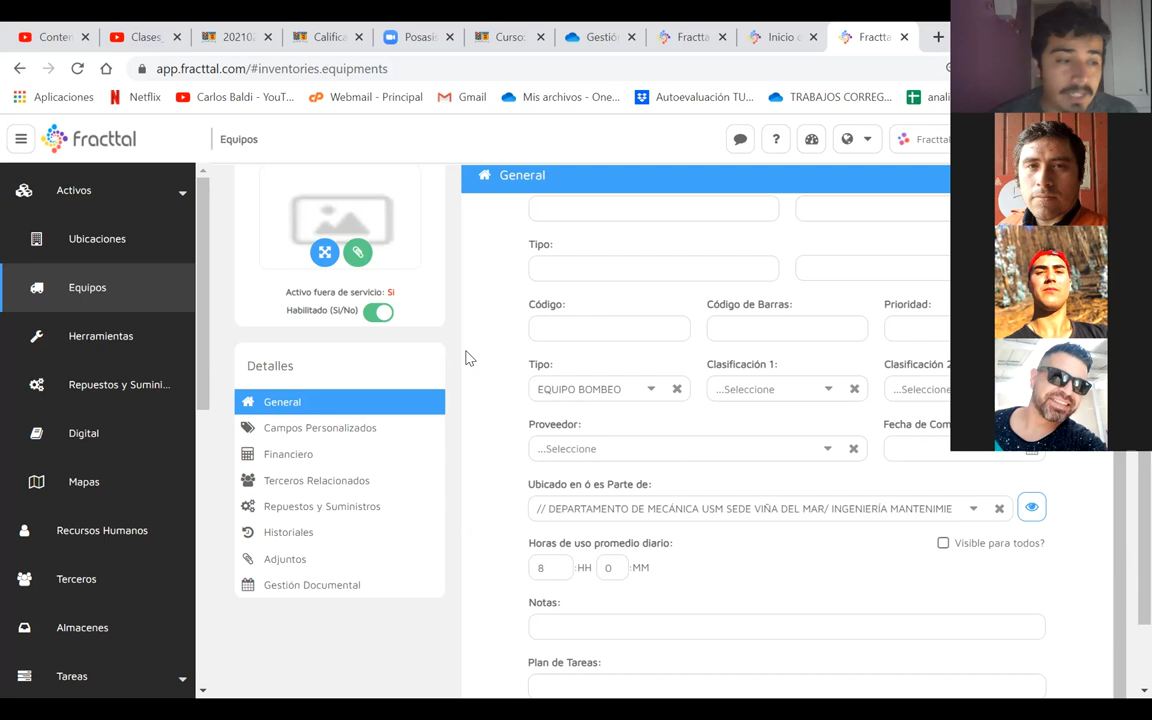 Conten
Clases_
202102
Califica
Posasis
Curso:
Gestió
Fractta
Inicio d
Fractta
app.fracttal.com/#inventories.equipments
Aplicaciones
Netflix
Carlos Baldi - YouT...
Webmail - Principal
Gmail
Mis archivos - One...
Autoevaluación TU...
TRABAJOS CORREG...
anali
fracttal
Equipos
?
Fracttal
Activos
Ubicaciones
Equipos
Herramientas
Repuestos y Sumini...
Digital
Mapas
Recursos Humanos
Terceros
Almacenes
Tareas
Activo fuera de servicio: Si
Habilitado (Si/No)
Detalles
General
Campos Personalizados
Financiero
Terceros Relacionados
Repuestos y Suministros
Historiales
Adjuntos
Gestión Documental
General
Tipo:
Código:
Código de Barras:
Prioridad:
Tipo:
Clasificación 1:
Clasificación 2
EQUIPO BOMBEO
...Seleccione
...Seleccione
Proveedor:
Fecha de Com
...Seleccione
Ubicado en ó es Parte de:
// DEPARTAMENTO DE MECÁNICA USM SEDE VIÑA DEL MAR/ INGENIERÍA MANTENIMIE
Horas de uso promedio diario:
Visible para todos?
8 :HH 0 :MM
Notas:
Plan de Tareas: